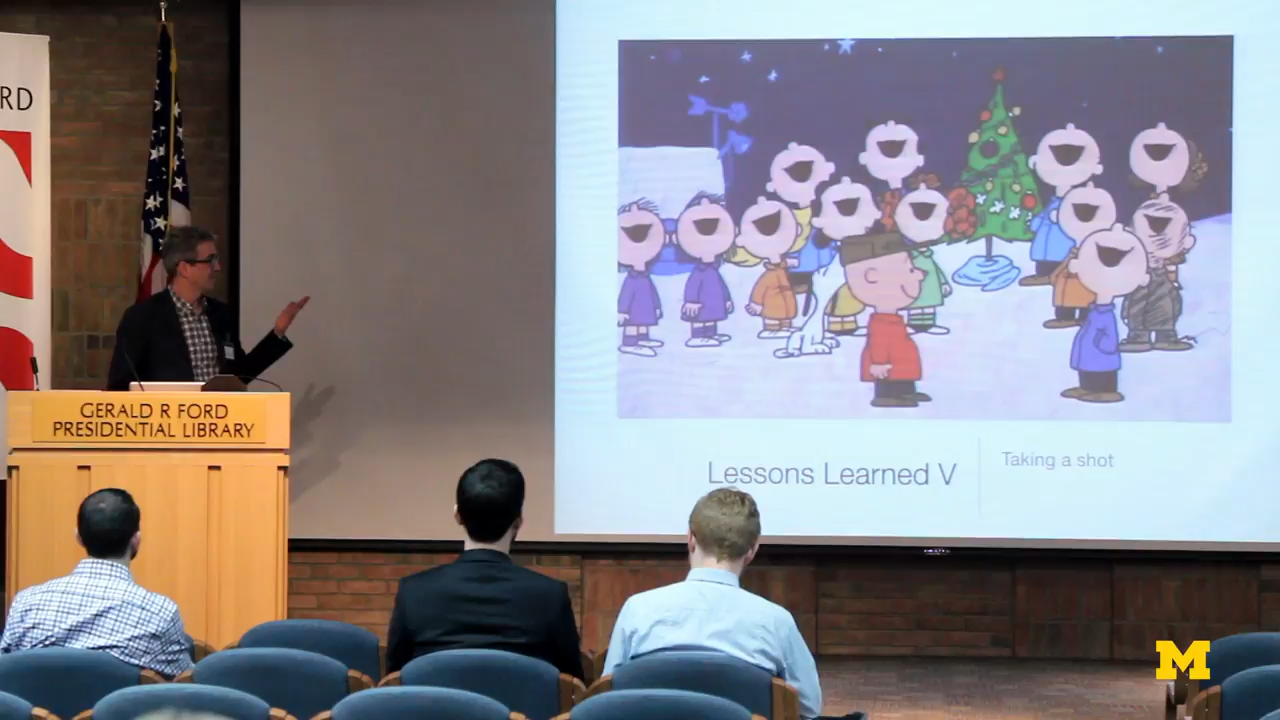 RD
GERALD R FORD
PRESIDENTIAL LIBRARY
Lessons Learned V
Taking a shot
M